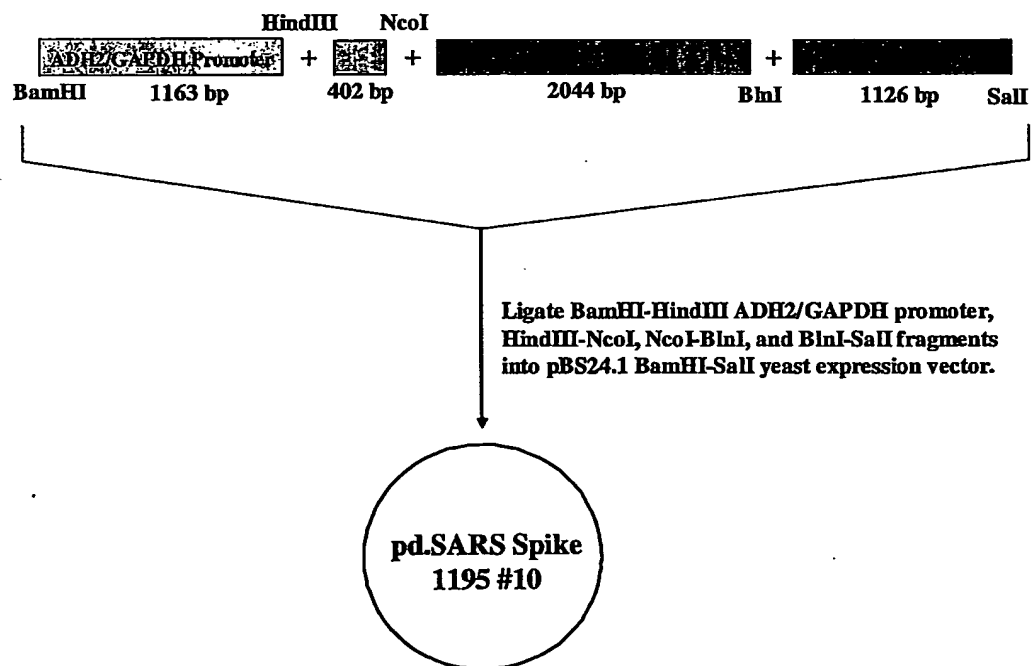 HindIII NcoI
ADH2/GAPDH Promoter + + +
BamHI 1163 bp 402 bp 2044 bp BlnI 1126 bp SalI
Ligate BamHI-HindIII ADH2/GAPDH promoter,
HindIII-NcoI, NcoI-BlnI, and BlnI-SalI fragments
into pBS24.1 BamHI-SalI yeast expression vector.
pd.SARS Spike
1195 #10